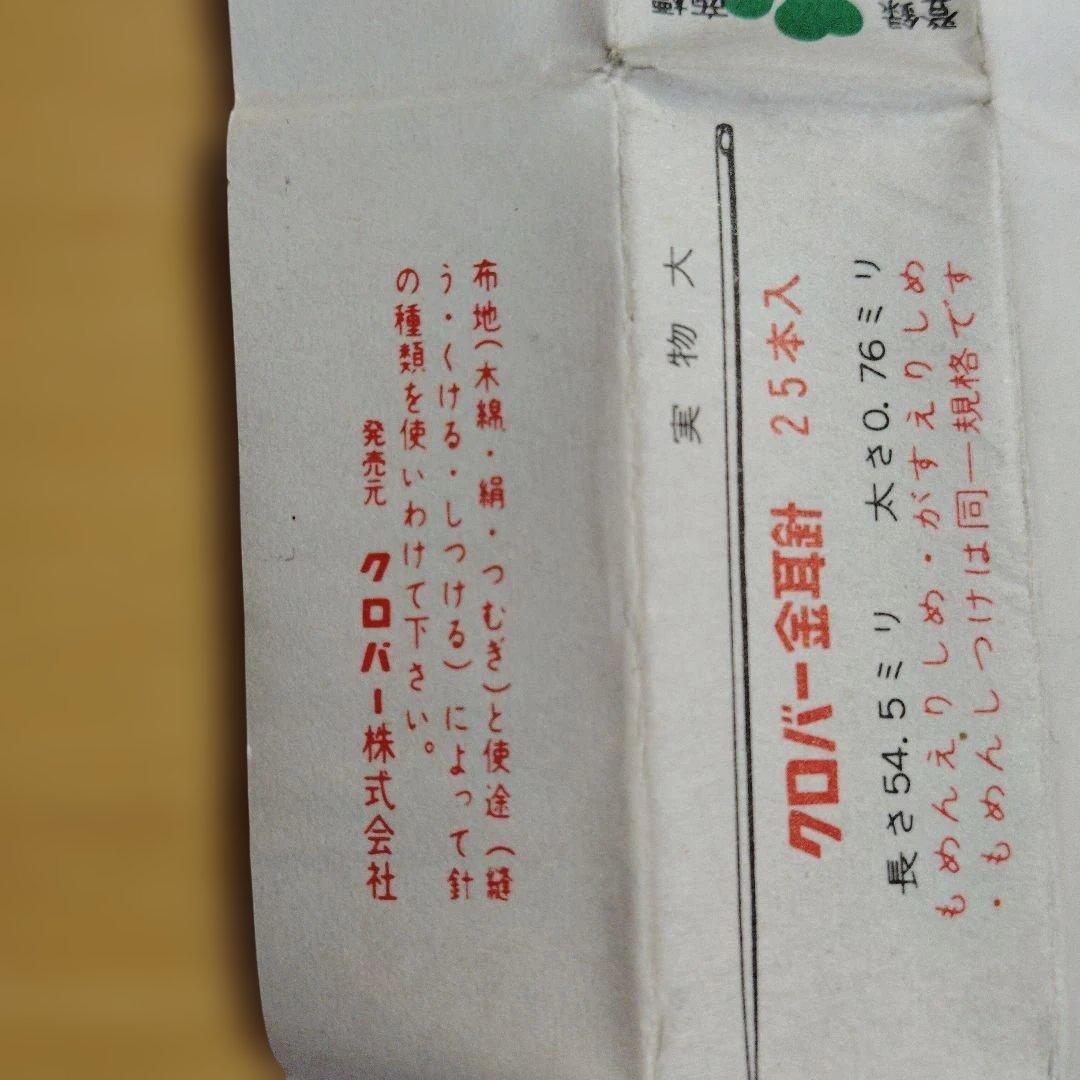 布地(木綿・絹・つむぎ)と使途(縫
う・くける・しつける)によって針
の種類を使いわけて下さい。
発売元 クロバー株式会社
実物大
クロバー金耳針 25本入
長さ54.5ミリ 太さ0.76ミリ
もめんえりしめ・がすえりしめ
・もめんしつけは同一規格です